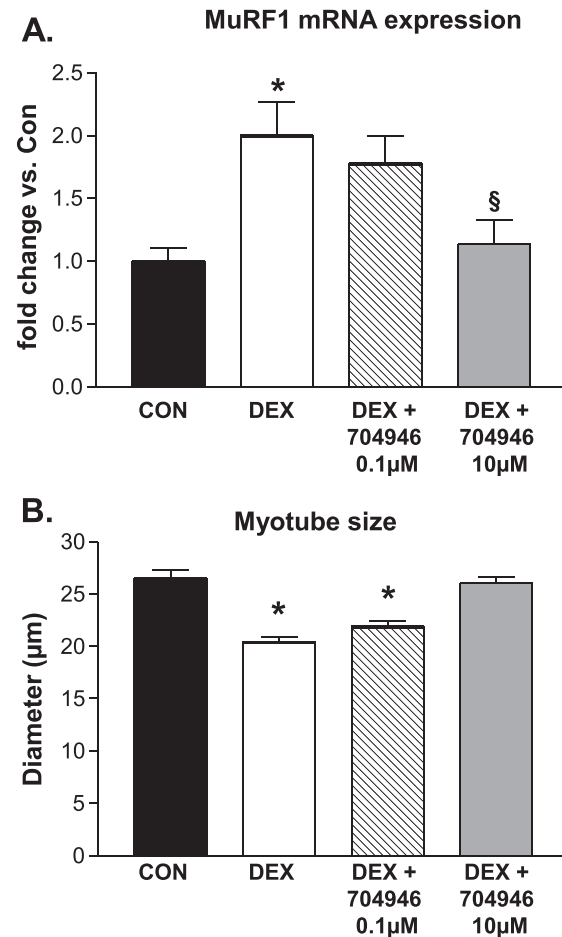 A.
MuRF1 mRNA expression
fold change vs. Con
2.5
2.0
1.5
1.0
0.5
0.0
*
§
CON DEX DEX + DEX +
704946 704946
0.1µM 10µM
B.
Myotube size
Diameter (µm)
30
25
20
15
10
5
0
*
*
CON DEX DEX + DEX +
704946 704946
0.1µM 10µM